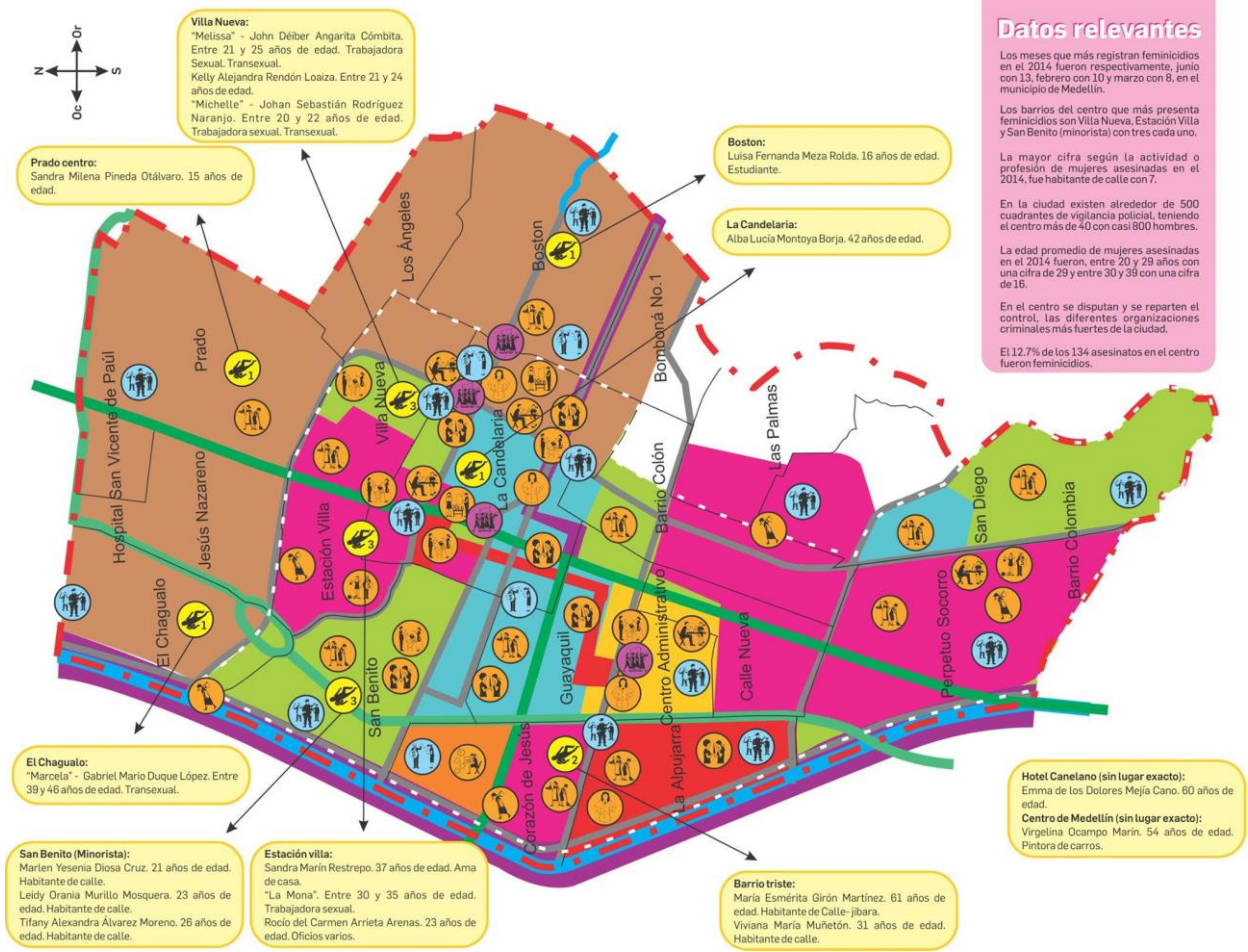 Villa Nueva:
"Melissa" - John Déiber Angarita Cómbita.
Entre 21 y 25 años de edad. Trabajadora
Sexual. Transexual.
Kelly Alejandra Rendón Loaiza. Entre 21 y 24
años de edad.
"Michelle" - Johan Sebastián Rodríguez
Naranjo. Entre 20 y 22 años de edad.
Trabajadora sexual. Transexual.
Or
N
S
Oc
Prado centro:
Sandra Milena Pineda Otálvaro. 15 años de
edad.
Boston:
Luisa Fernanda Meza Rolda. 16 años de edad.
Estudiante.
La Candelaria:
Alba Lucía Montoya Borja. 42 años de edad.
Datos relevantes
Los meses que más registran feminicidios
en el 2014 fueron respectivamente, junio
con 13, febrero con 10 y marzo con 8, en el
municipio de Medellín.
Los barrios del centro que más presenta
feminicidios son Villa Nueva, Estación Villa
y San Benito (minorista) con tres cada uno.
La mayor cifra según la actividad o
profesión de mujeres asesinadas en el
2014, fue habitante de calle con 7.
En la ciudad existen alrededor de 500
cuadrantes de vigilancia policial, teniendo
el centro más de 40 con casi 800 hombres.
La edad promedio de mujeres asesinadas
en el 2014 fueron, entre 20 y 29 años con
una cifra de 29 y entre 30 y 39 con una cifra
de 16.
En el centro se disputan y se reparten el
control, las diferentes organizaciones
criminales más fuertes de la ciudad.
El 12.7% de los 134 asesinatos en el centro
fueron feminicidios.
Hospital San Vicente de Paúl
Prado
Jesús Nazareno
El Chagualo
Los Ángeles
Boston
Villa Nueva
La Candelaria
Bomboná No.1
Estación Villa
San Benito
Guayaquil
Corazón de Jesús
La Alpujarra
Centro Administrativo
Barrio Colón
Calle Nueva
Las Palmas
Perpetuo Socorro
San Diego
Barrio Colombia
1
1
3
1
3
1
3
2
El Chagualo:
"Marcela" - Gabriel Mario Duque López. Entre
39 y 46 años de edad. Transexual.
San Benito (Minorista):
Marlen Yesenia Diosa Cruz. 21 años de edad.
Habitante de calle.
Leidy Orania Murillo Mosquera. 23 años de
edad. Habitante de calle.
Tifany Alexandra Álvarez Moreno. 26 años de
edad. Habitante de calle.
Estación villa:
Sandra Marín Restrepo. 37 años de edad. Ama
de casa.
"La Mona". Entre 30 y 35 años de edad.
Trabajadora sexual.
Rocío del Carmen Arrieta Arenas. 23 años de
edad. Oficios varios.
Barrio triste:
María Esmérita Girón Martínez. 61 años de
edad. Habitante de Calle- jibara.
Viviana María Muñetón. 31 años de edad.
Habitante de calle.
Hotel Canelano (sin lugar exacto):
Emma de los Dolores Mejía Cano. 60 años de
edad.
Centro de Medellín (sin lugar exacto):
Virgelina Ocampo Marín. 54 años de edad.
Pintora de carros.